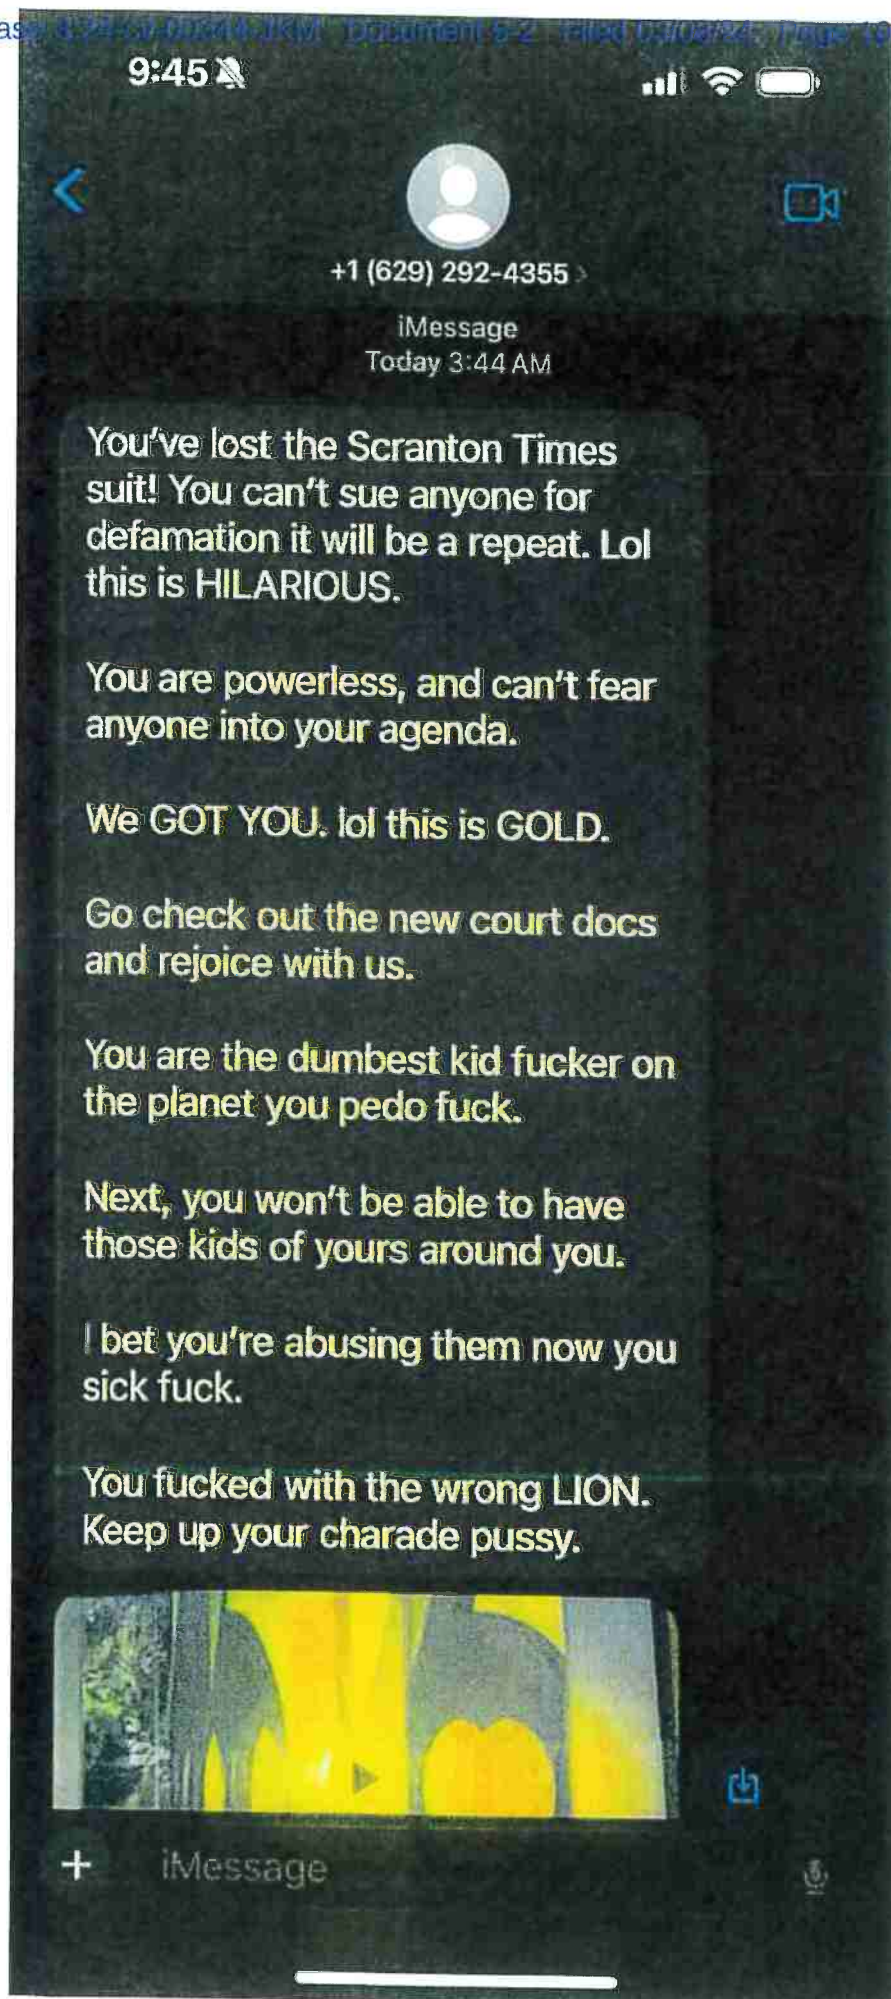 Document 5-2
Page
9:45
+1 (629) 292-4355 >
iMessage
Today 3:44 AM
You've lost the Scranton Times
suit! You can't sue anyone for
defamation it will be a repeat. Lol
this is HILARIOUS.
You are powerless, and can't fear
anyone into your agenda.
We GOT YOU. lol this is GOLD.
Go check out the new court docs
and rejoice with us.
You are the dumbest kid fucker on
the planet you pedo fuck.
Next, you won't be able to have
those kids of yours around you.
I bet you're abusing them now you
sick fuck.
You fucked with the wrong LION.
Keep up your charade pussy.
iMessage